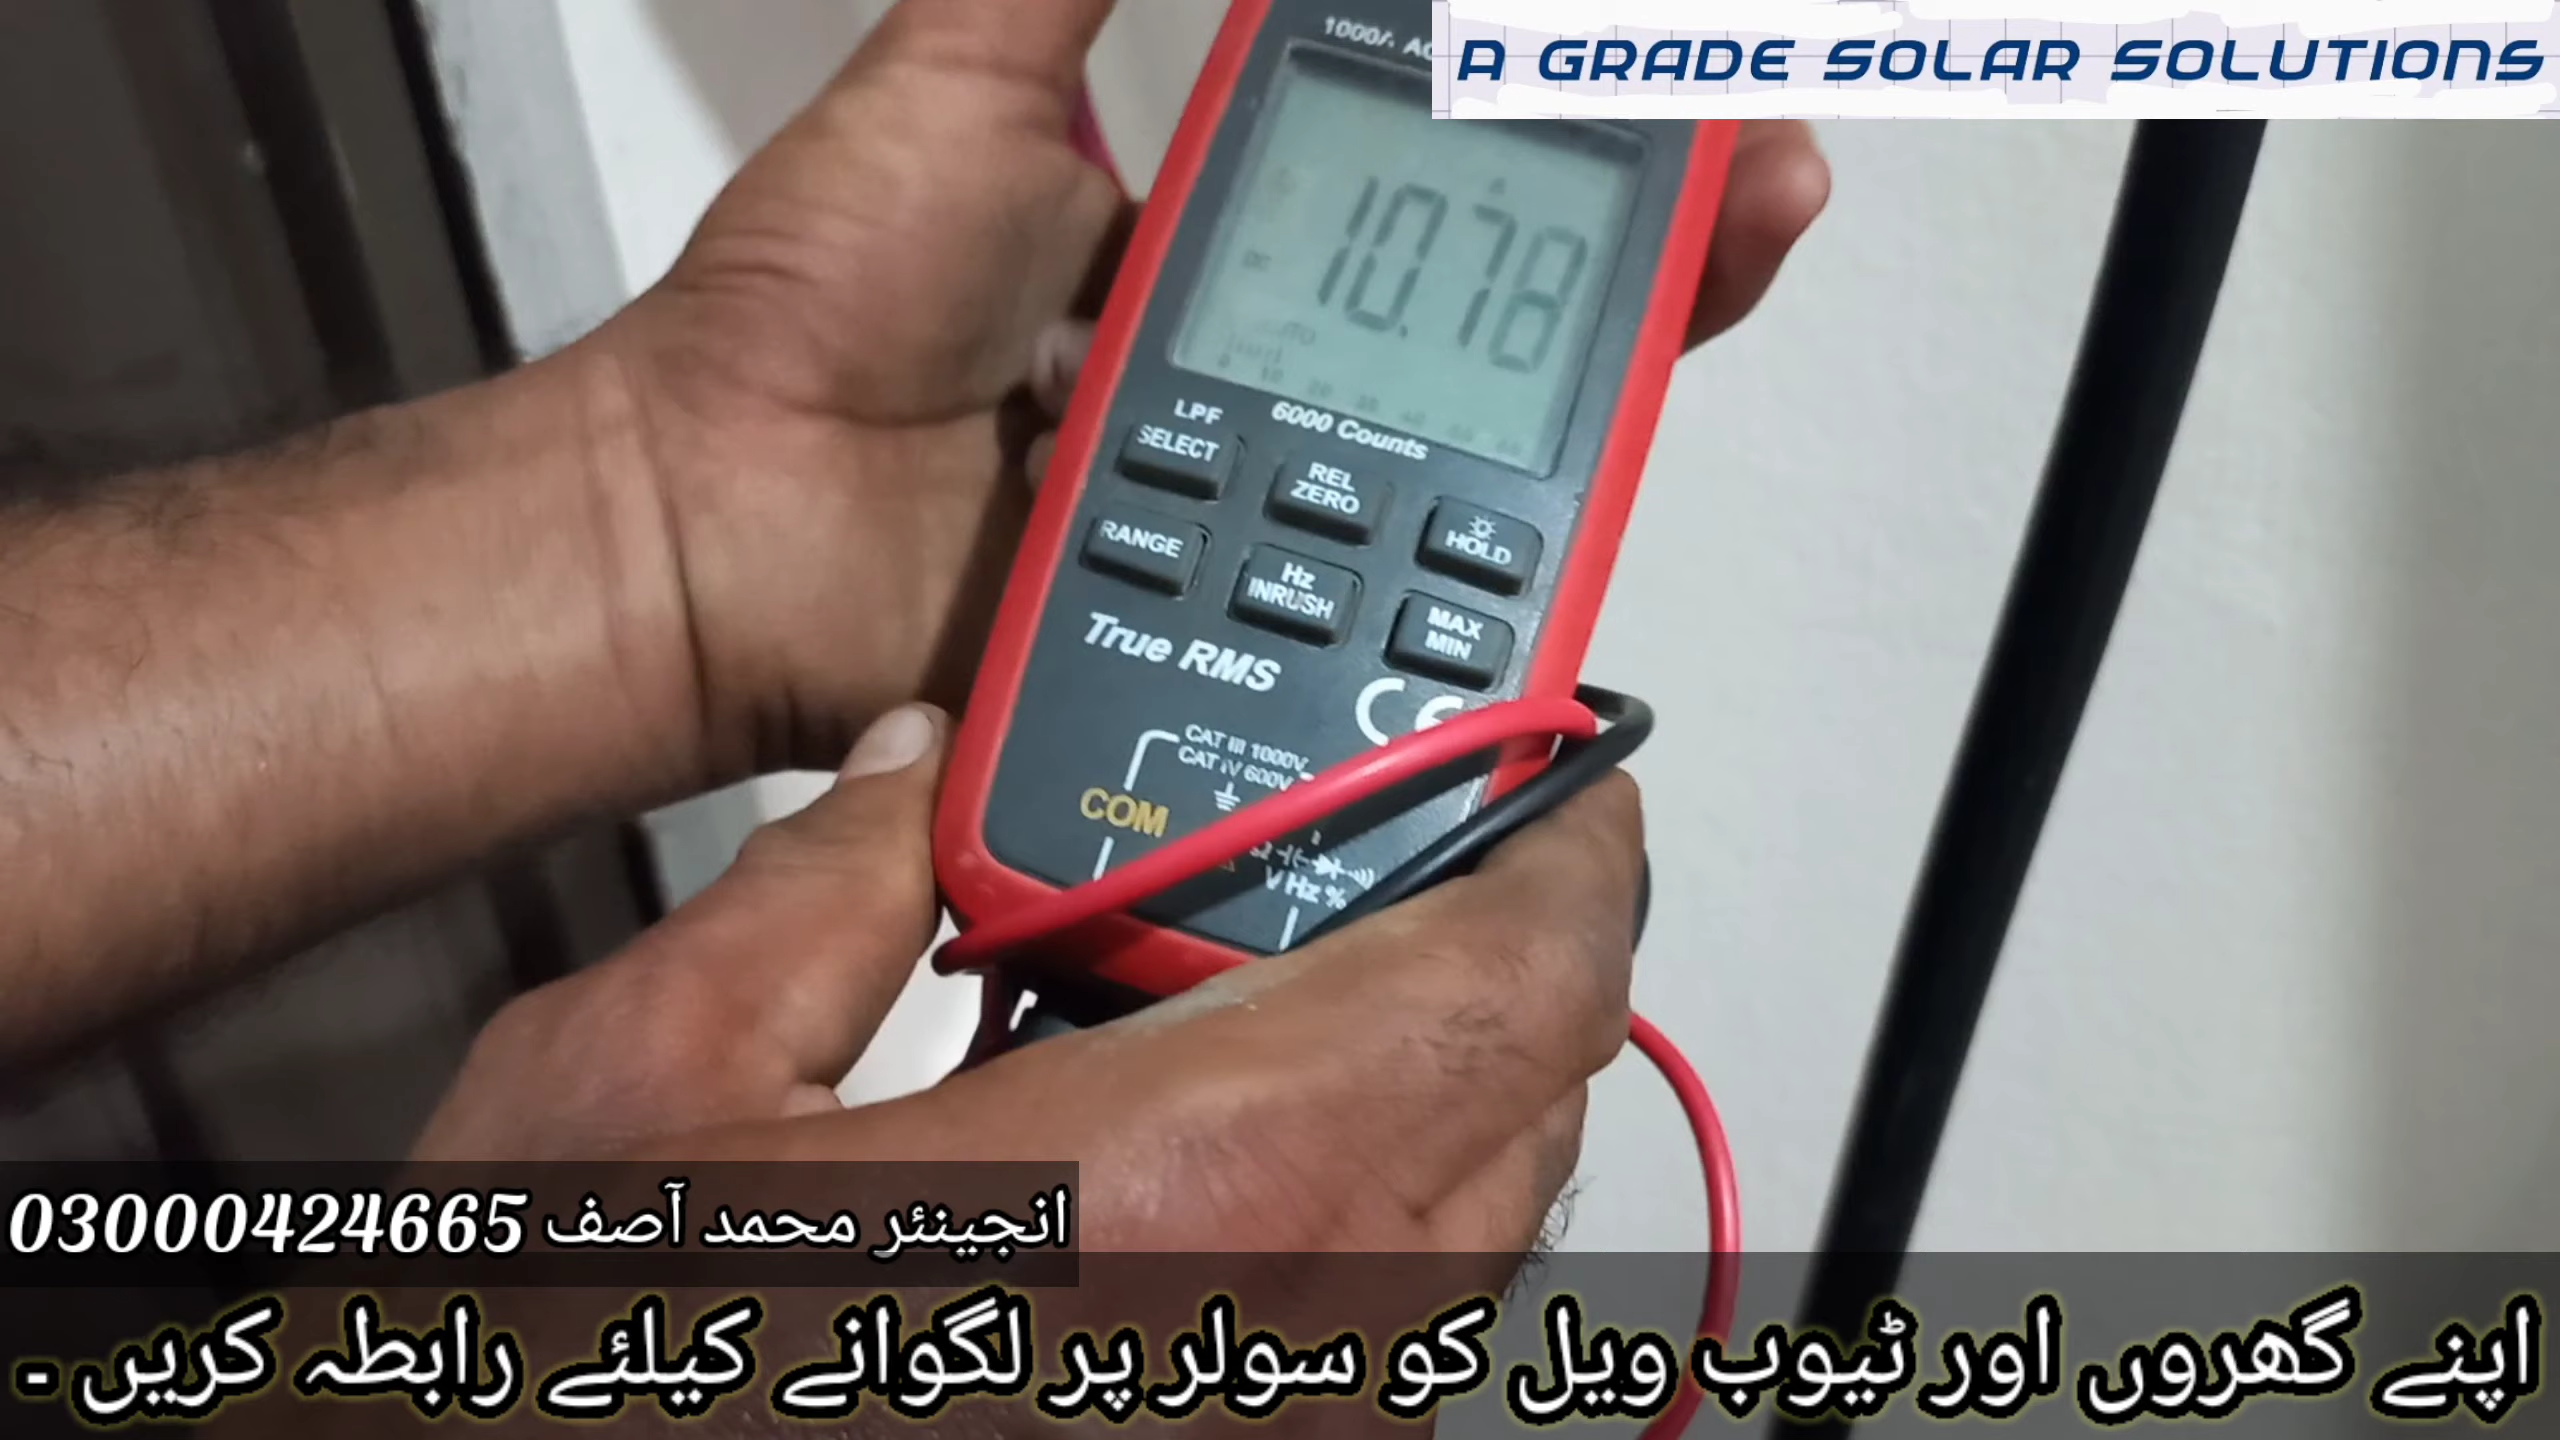 A GRADE SOLAR SOLUTIONS
10.78
DC
6000 Counts
LPF
SELECT
REL
ZERO
HOLD
RANGE
Hz
INRUSH
MAX
MIN
True RMS
CE
CAT III 1000V
CAT IV 600V
COM
V Hz %
انجینئر محمد آصف 03000424665
اپنے گھروں اور ٹیوب ویل کو سولر پر لگوانے کیلئے رابطہ کریں ۔